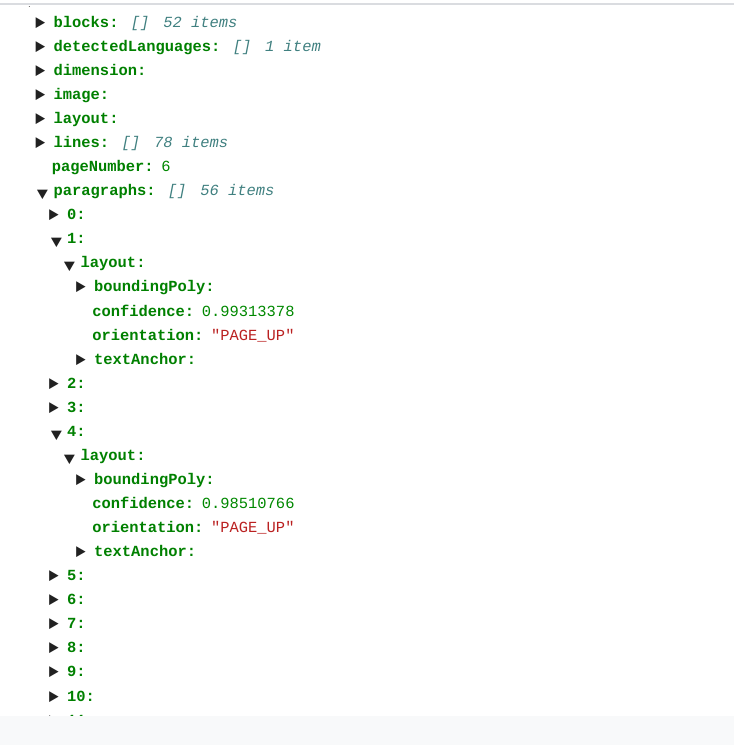 blocks: [] 52 items
detectedLanguages: [] 1 item
dimension:
image:
layout:
lines: [] 78 items
pageNumber: 6
paragraphs: [] 56 items
0:
1:
layout:
boundingPoly:
confidence: 0.99313378
orientation: "PAGE_UP"
textAnchor:
2:
3:
4:
layout:
boundingPoly:
confidence: 0.98510766
orientation: "PAGE_UP"
textAnchor:
5:
6:
7:
8:
9:
10: